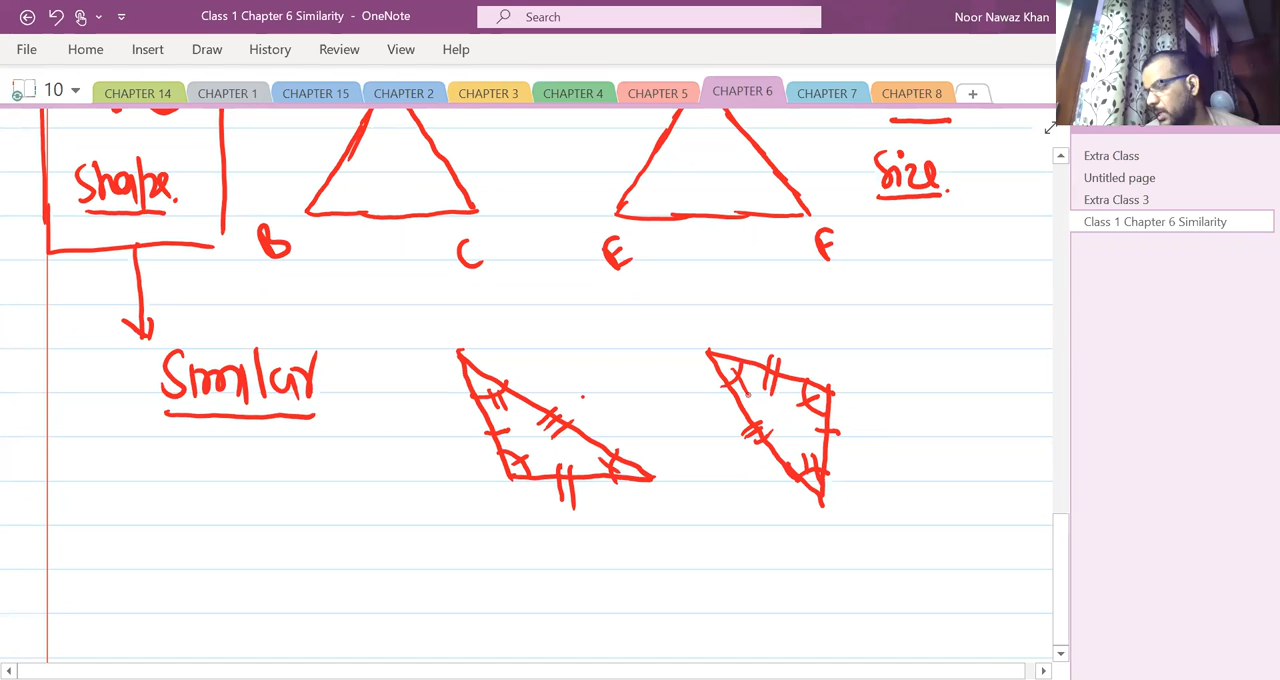 Class 1 Chapter 6 Similarity - OneNote
Search
Noor Nawaz Khan
File Home Insert Draw History Review View Help
10
CHAPTER 14 CHAPTER 1 CHAPTER 15 CHAPTER 2 CHAPTER 3 CHAPTER 4 CHAPTER 5 CHAPTER 6 CHAPTER 7 CHAPTER 8
Extra Class
Untitled page
Extra Class 3
Class 1 Chapter 6 Similarity
Shape.
Size.
B C E F
Similar